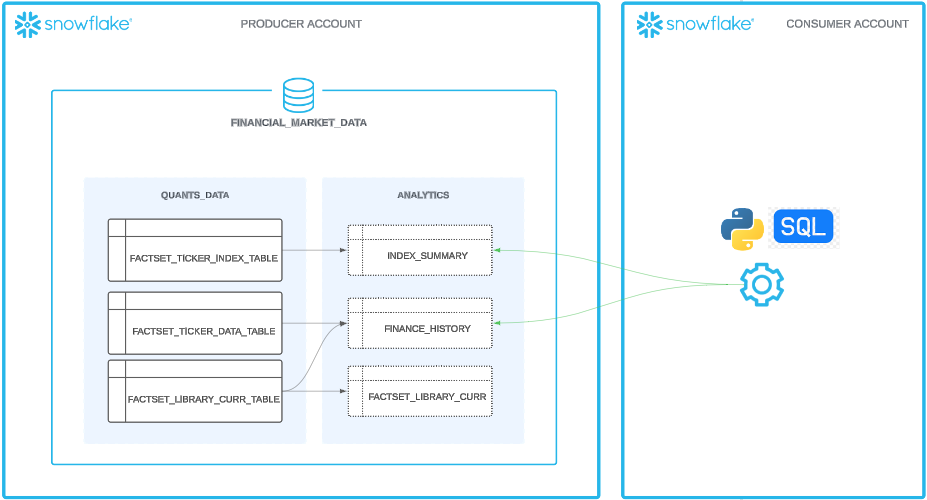 snowflake®
PRODUCER ACCOUNT
FINANCIAL_MARKET_DATA
QUANTS_DATA
FACTSET_TICKER_INDEX_TABLE
FACTSET_TICKER_DATA_TABLE
FACTSET_LIBRARY_CURR_TABLE
ANALYTICS
INDEX_SUMMARY
FINANCE_HISTORY
FACTSET_LIBRARY_CURR
snowflake®
CONSUMER ACCOUNT
SQL